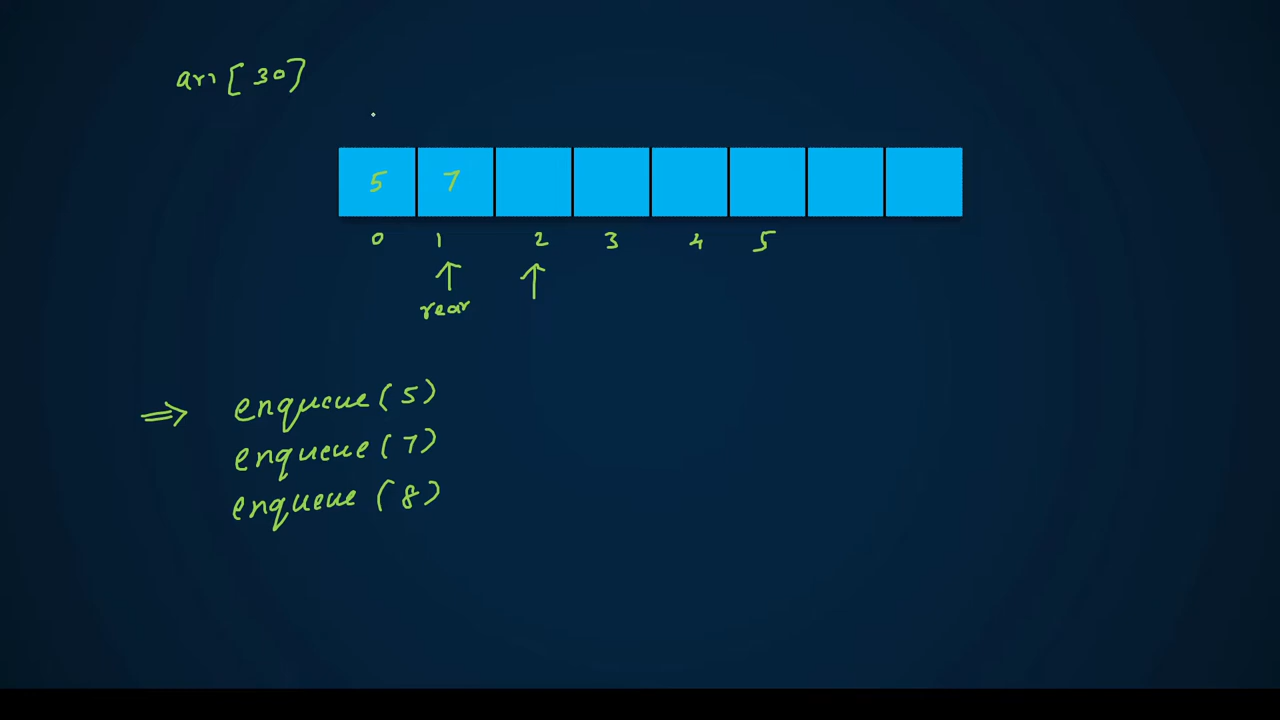 arr[30]
5 7
0 1 2 3 4 5
rear
⇒ enqueue(5)
enqueue(7)
enqueue(8)